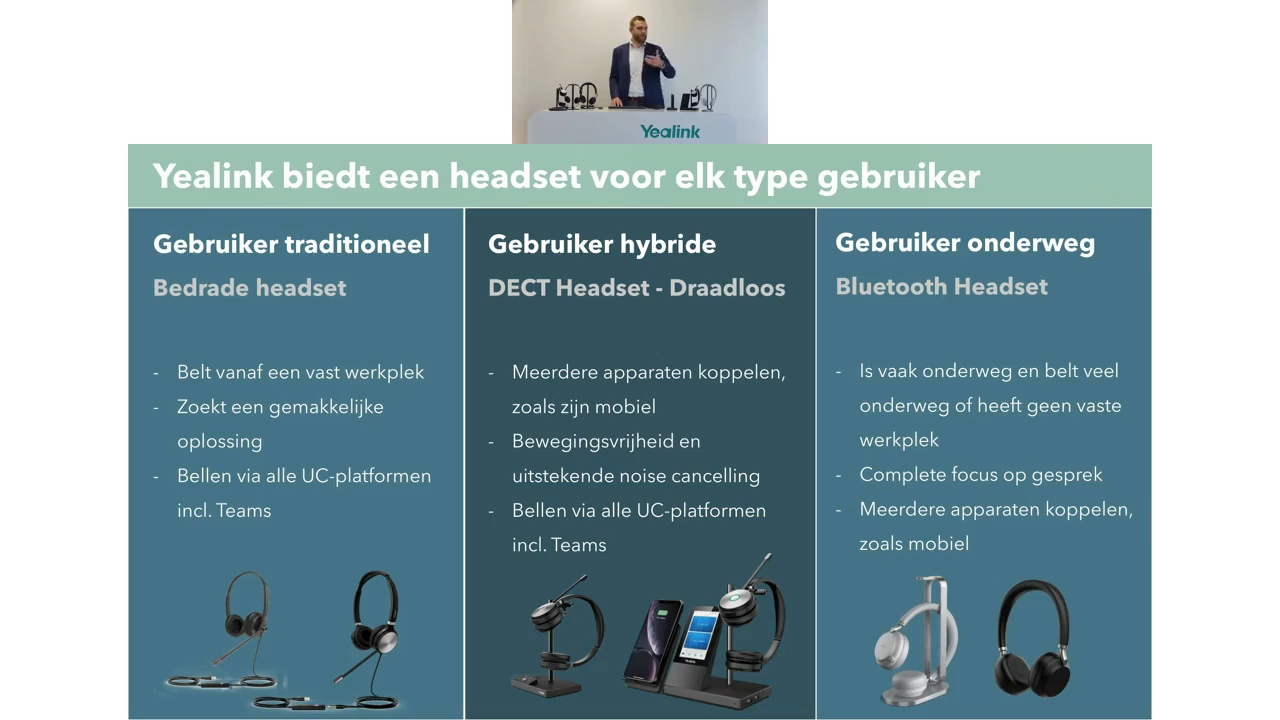 Yealink
Yealink biedt een headset voor elk type gebruiker
Gebruiker traditioneel
Bedrade headset
- Belt vanaf een vast werkplek
- Zoekt een gemakkelijke
oplossing
- Bellen via alle UC-platformen
incl. Teams
Gebruiker hybride
DECT Headset - Draadloos
- Meerdere apparaten koppelen,
zoals zijn mobiel
- Bewegingsvrijheid en
uitstekende noise cancelling
- Bellen via alle UC-platformen
incl. Teams
Gebruiker onderweg
Bluetooth Headset
- Is vaak onderweg en belt veel
onderweg of heeft geen vaste
werkplek
- Complete focus op gesprek
- Meerdere apparaten koppelen,
zoals mobiel